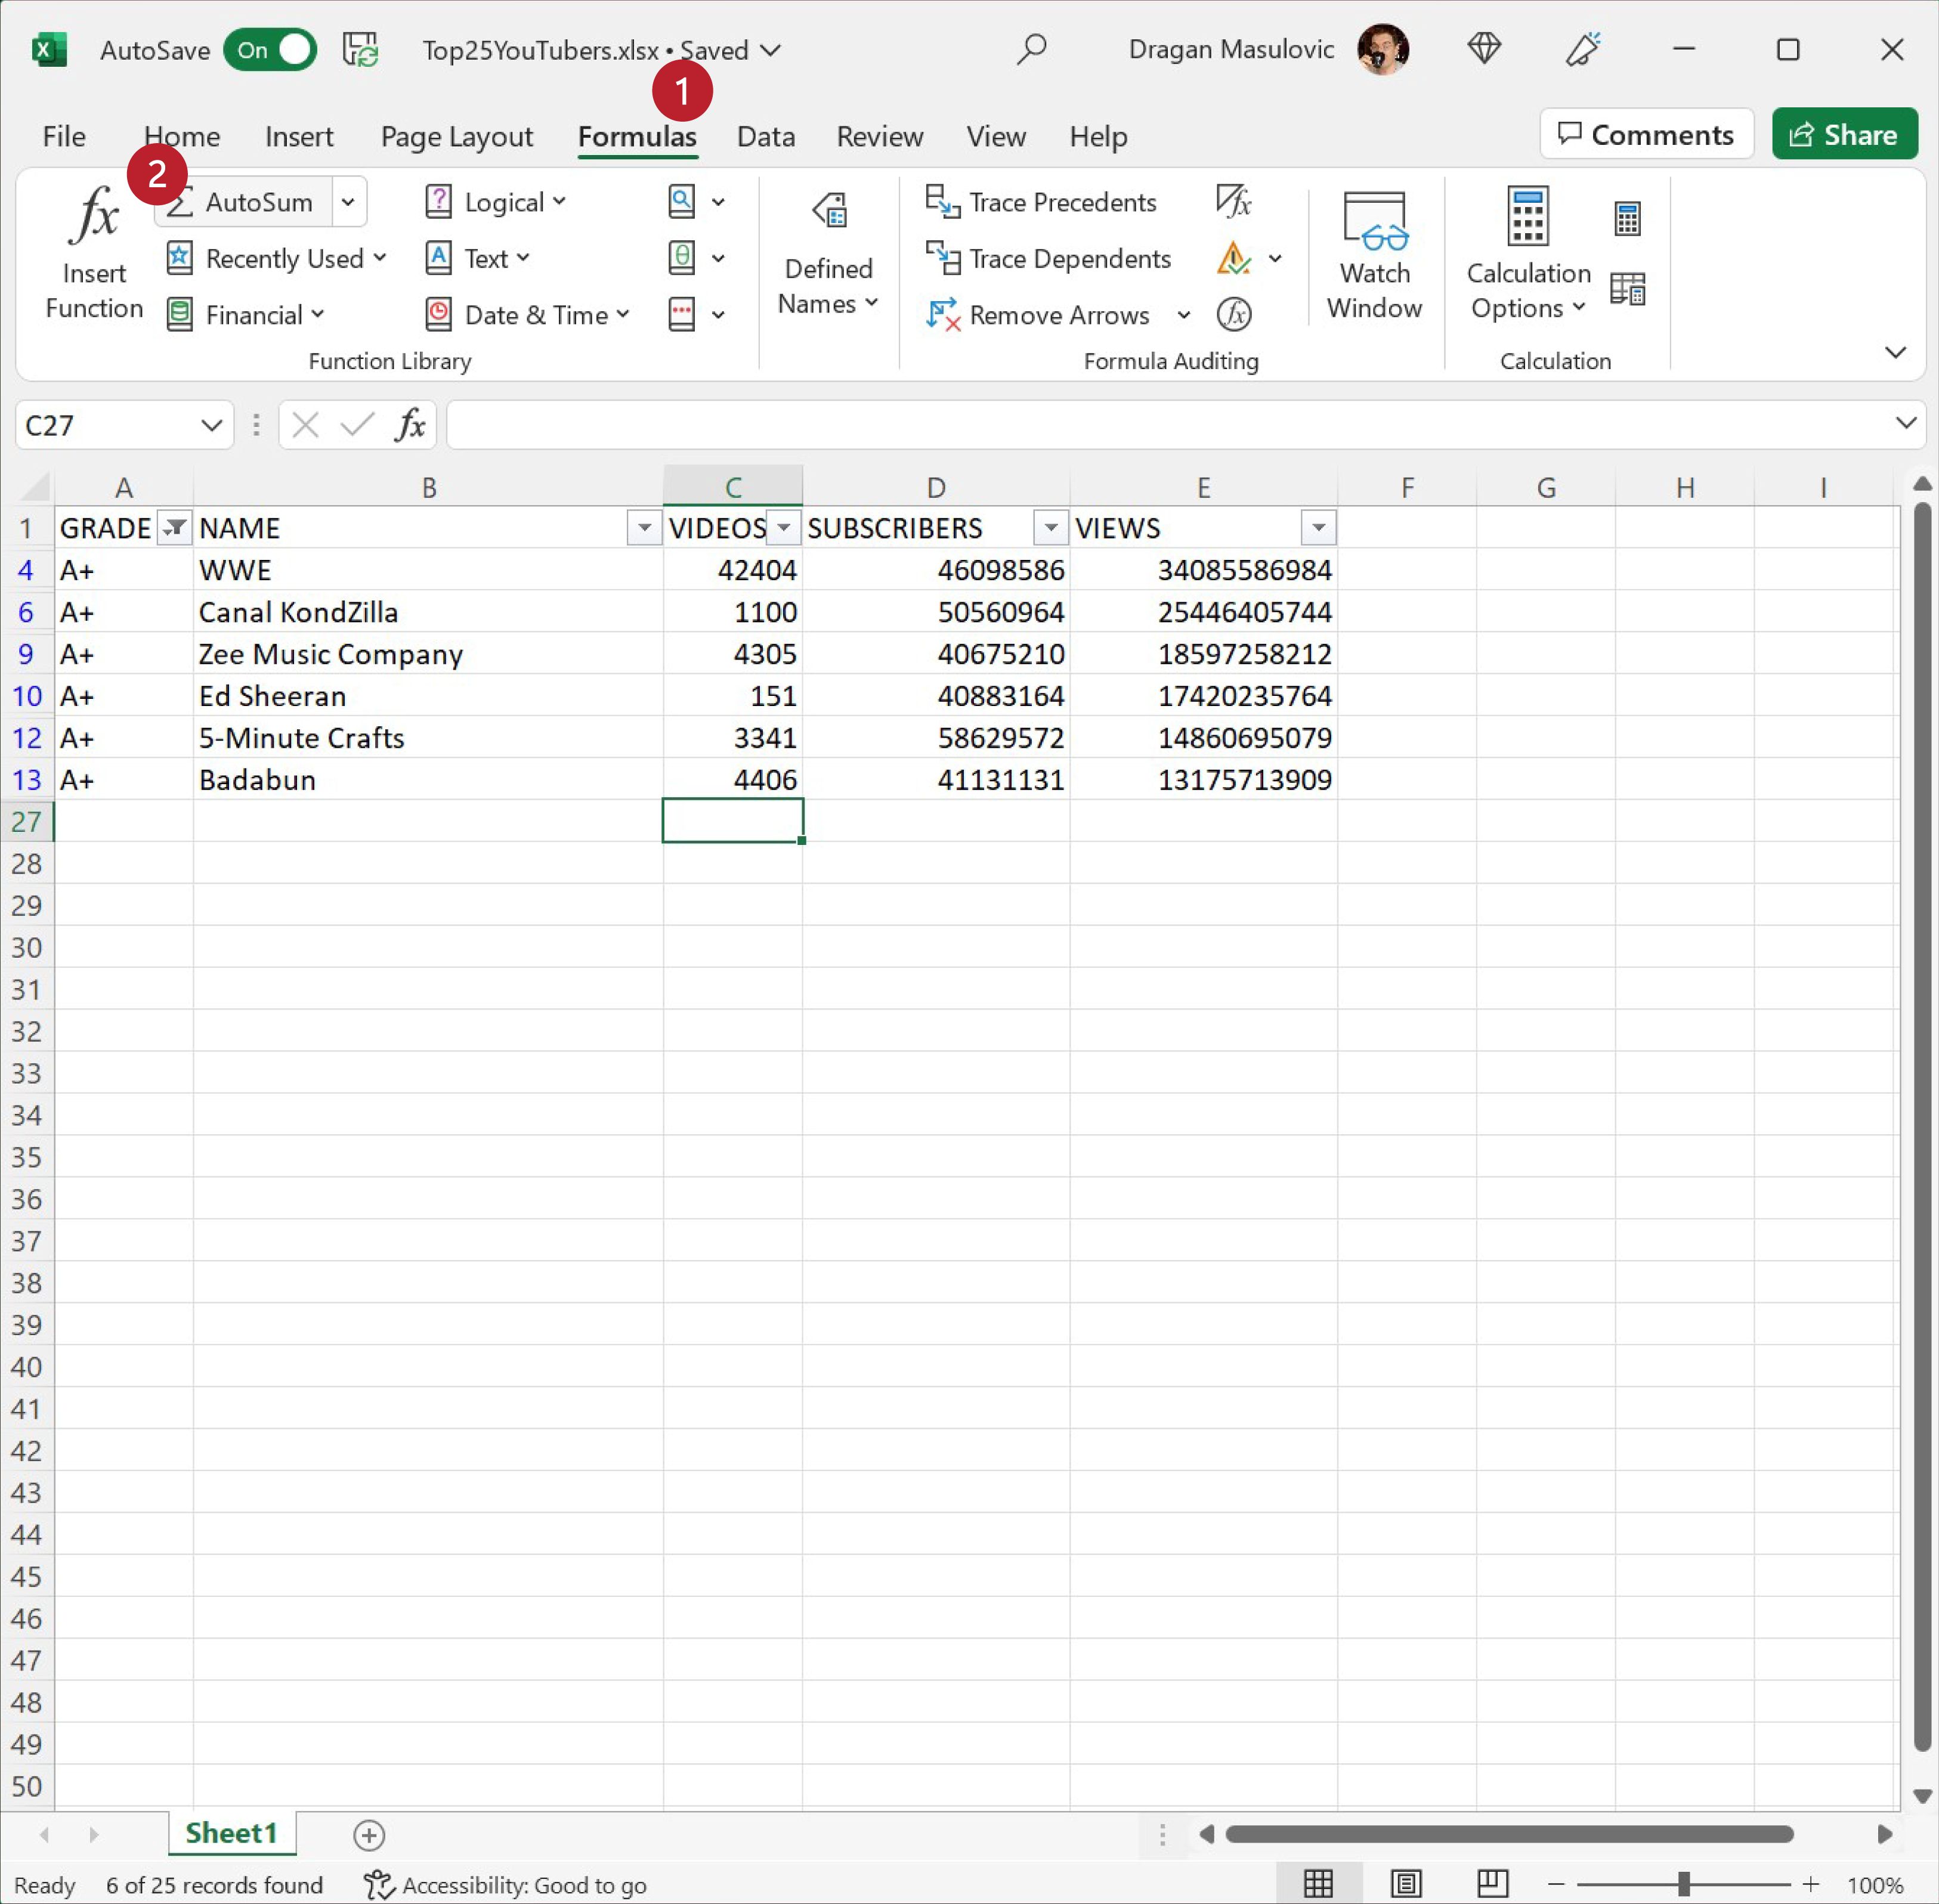 AutoSave On Top25YouTubers.xlsx • Saved Dragan Masulovic
1
File Home Insert Page Layout Formulas Data Review View Help Comments Share
2
fx Σ AutoSum Logical Trace Precedents fx
Insert Function Recently Used A Text θ Defined Names Trace Dependents Watch Window Calculation Options
Financial Date & Time Remove Arrows fx
Function Library Formula Auditing Calculation
C27 fx
A B C D E F G H I
1 GRADE NAME VIDEOS SUBSCRIBERS VIEWS
4 A+ WWE 42404 46098586 34085586984
6 A+ Canal KondZilla 1100 50560964 25446405744
9 A+ Zee Music Company 4305 40675210 18597258212
10 A+ Ed Sheeran 151 40883164 17420235764
12 A+ 5-Minute Crafts 3341 58629572 14860695079
13 A+ Badabun 4406 41131131 13175713909
27
28
29
30
31
32
33
34
35
36
37
38
39
40
41
42
43
44
45
46
47
48
49
50
Sheet1
Ready 6 of 25 records found Accessibility: Good to go 100%